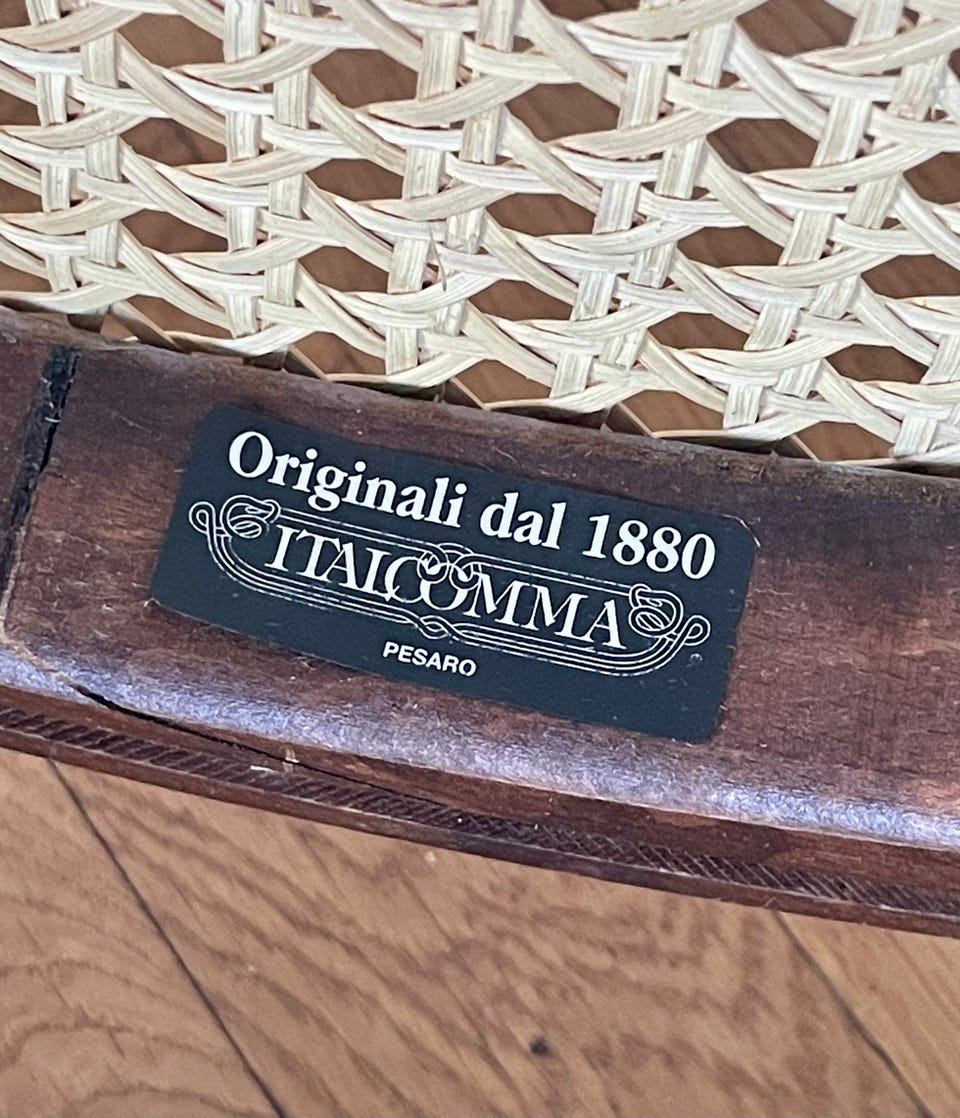 Originali dal 1880
ITALCOMMA
PESARO